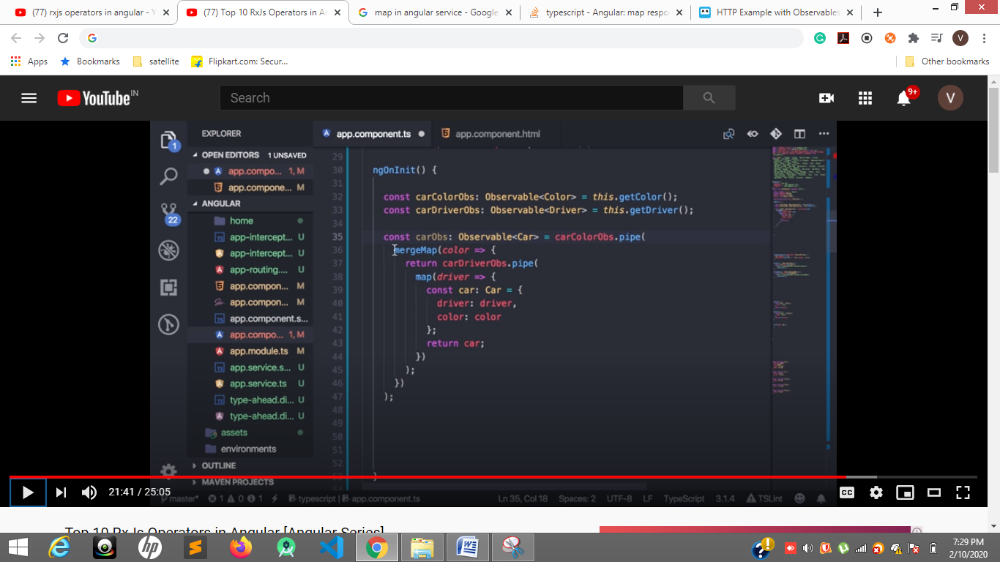 (77) rxjs operators in angular - Y
(77) Top 10 RxJs Operators in A
map in angular service - Google
typescript - Angular: map respo
HTTP Example with Observables
Apps
Bookmarks
satellite
Flipkart.com: Secur...
Other bookmarks
V
YouTube IN
Search
9+
V
EXPLORER
app.component.ts
app.component.html
OPEN EDITORS 1 UNSAVED
app.compo... 1, M
app.compone... M
ANGULAR
home
app-intercept... U
app-intercept... U
app-routing.... U
app.compon... M
app.compon... M
app.component.s...
app.compo... 1, M
app.module.ts M
app.service.s... U
app.service.ts U
type-ahead.di... U
type-ahead.di... U
assets
environments
OUTLINE
MAVEN PROJECTS
1
22
29
30 ngOnInit() {
31
32 const carColorObs: Observable<Color> = this.getColor();
33 const carDriverObs: Observable<Driver> = this.getDriver();
34
35 const carObs: Observable<Car> = carColorObs.pipe(
36 mergeMap(color => {
37 return carDriverObs.pipe(
38 map(driver => {
39 const car: Car = {
40 driver: driver,
41 color: color
42 };
43 return car;
44 })
45 );
46 })
47 );
48
49
50
51
52
53 }
21:41 / 25:05
CC
master* 1 0 1 typescript | app.component.ts
Ln 35, Col 18 Spaces: 2 UTF-8 LF TypeScript 3.1.4 TSLint
Top 10 RxJs Operators in Angular [Angular Series]
7:29 PM
2/10/2020